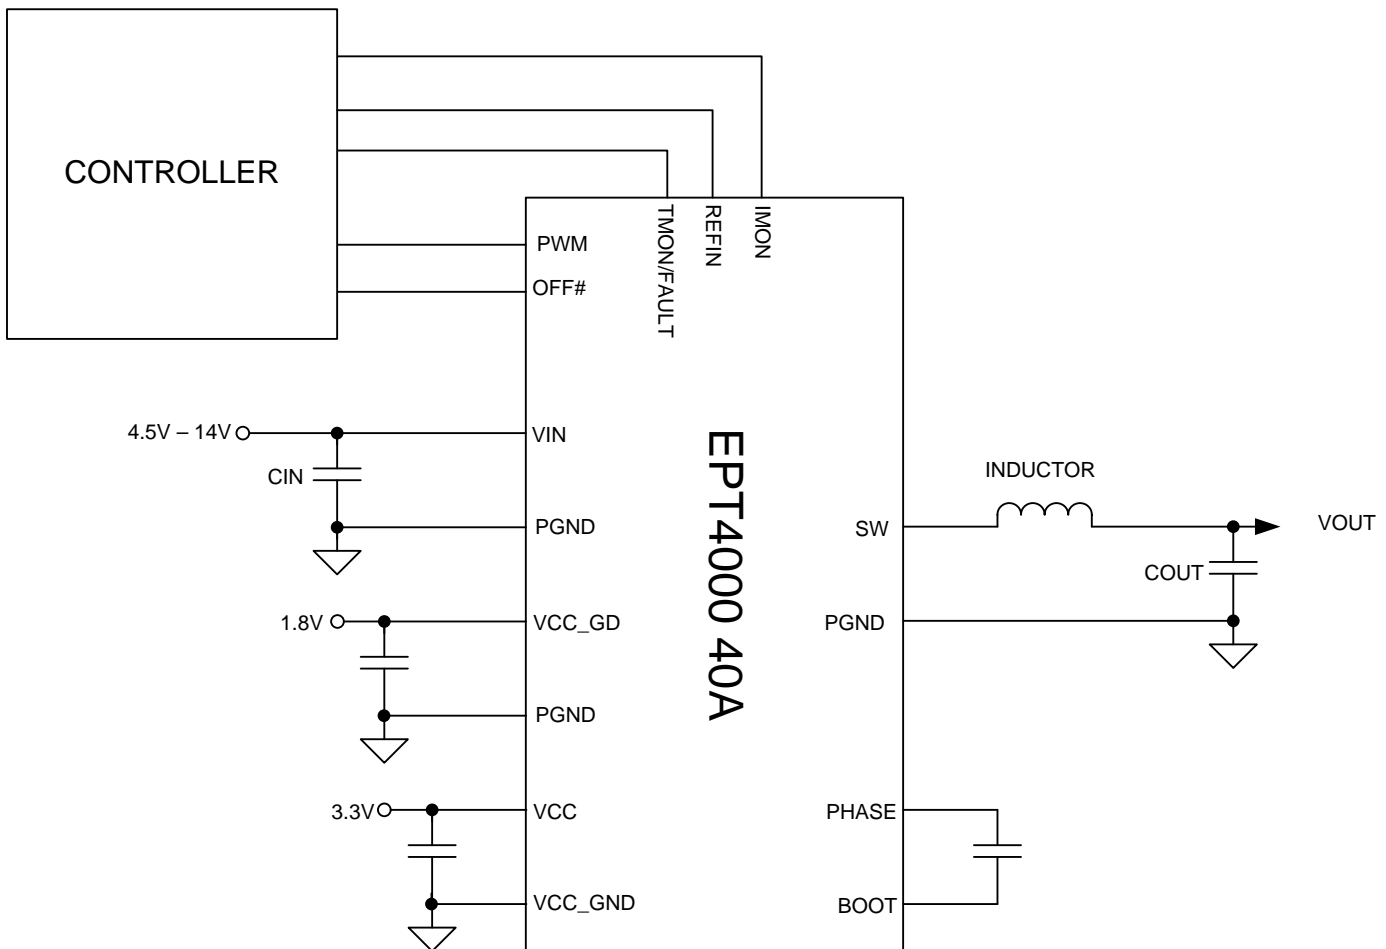 CONTROLLER
TMON/FAULT
REFIN
IMON
PWM
OFF#
4.5V – 14V
VIN
CIN
PGND
1.8V
VCC_GD
PGND
3.3V
VCC
VCC_GND
EPT4000 40A
INDUCTOR
SW
VOUT
COUT
PGND
PHASE
BOOT